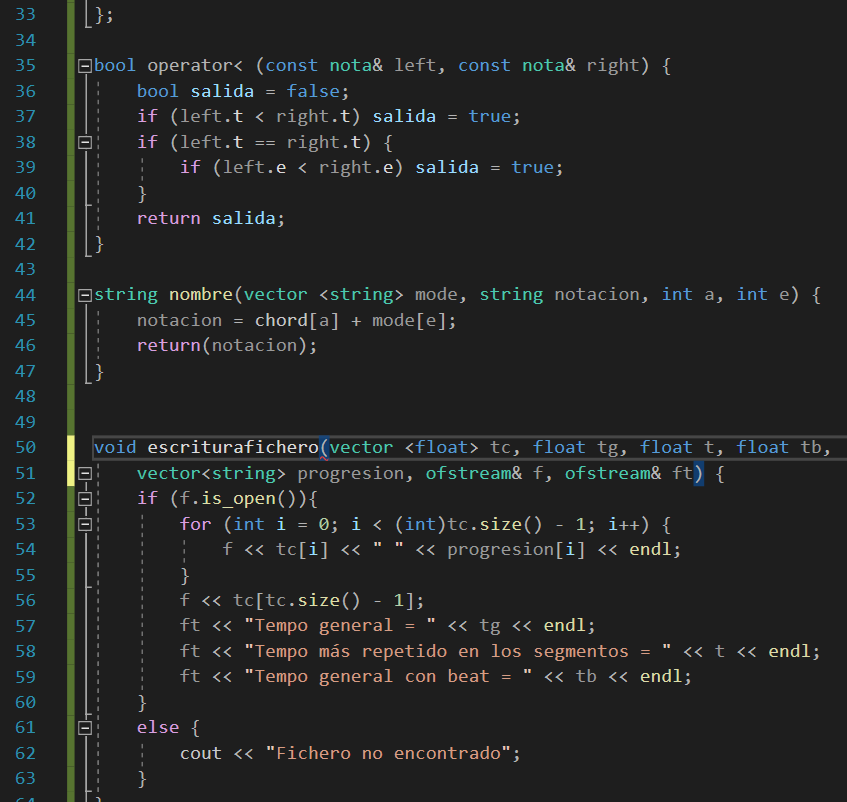 33 };
34
35 bool operator< (const nota& left, const nota& right) {
36 bool salida = false;
37 if (left.t < right.t) salida = true;
38 if (left.t == right.t) {
39 if (left.e < right.e) salida = true;
40 }
41 return salida;
42 }
43
44 string nombre(vector <string> mode, string notacion, int a, int e) {
45 notacion = chord[a] + mode[e];
46 return(notacion);
47 }
48
49
50 void escriturafichero(vector <float> tc, float tg, float t, float tb,
51 vector<string> progresion, ofstream& f, ofstream& ft) {
52 if (f.is_open()){
53 for (int i = 0; i < (int)tc.size() - 1; i++) {
54 f << tc[i] << " " << progresion[i] << endl;
55 }
56 f << tc[tc.size() - 1];
57 ft << "Tempo general = " << tg << endl;
58 ft << "Tempo más repetido en los segmentos = " << t << endl;
59 ft << "Tempo general con beat = " << tb << endl;
60 }
61 else {
62 cout << "Fichero no encontrado";
63 }
64 }